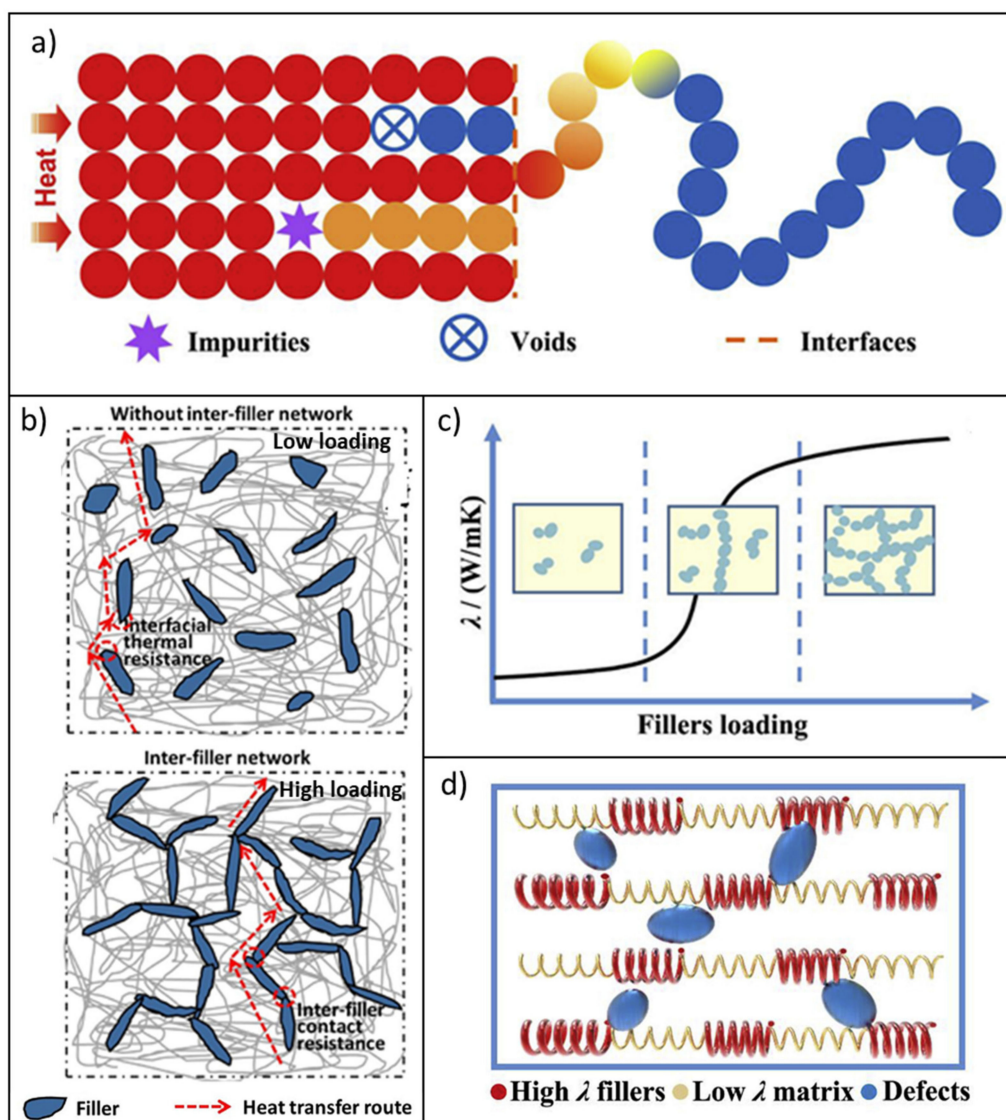 a)
Heat
Impurities
Voids
Interfaces
b)
Without inter-filler network
Low loading
Interfacial
thermal
resistance
Inter-filler network
High loading
Inter-filler
contact
resistance
Filler
Heat transfer route
c)
λ / (W/mK)
Fillers loading
d)
High λ fillers
Low λ matrix
Defects